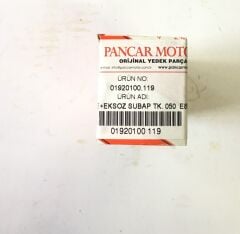 PANCAR MOTO
ORİJİNAL YEDEK PARÇA
ÜRÜN NO:
01920100.119
ÜRÜN ADI:
+EKSOZ SUBAP TK. 050
01920100 119